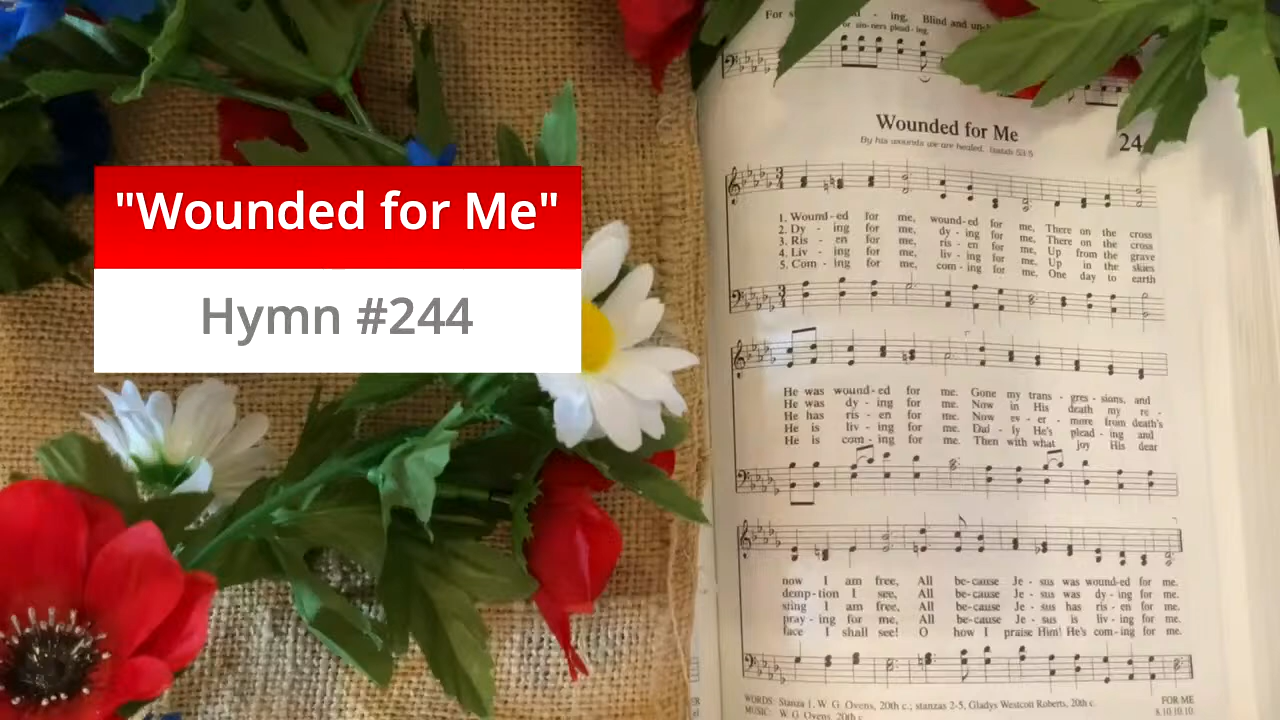 "Wounded for Me"
Hymn #244
ing, Blind and
sin-ners plead-ing,
Wounded for Me
By his wounds we are healed. Isaiah 53:5
24
1. Wound-ed for me, wound-ed for me, There on the cross
2. Dy - ing for me, dy - ing for me, There on the cross
3. Ris - en for me, ris - en for me, Up from the grave
4. Liv - ing for me, liv - ing for me, Up in the skies
5. Com - ing for me, com - ing for me, One day to earth
He was wound-ed for me. Gone my trans - gres - sions, and
He was dy - ing for me. Now in His death my re -
He has ris - en for me. Now ev - er - more from death's
He is liv - ing for me. Dai - ly He's plead - ing and
He is com - ing for me. Then with what joy His dear
now I am free, All be-cause Je - sus was wound-ed for me.
demp-tion I see, All be-cause Je - sus was dy - ing for me.
sting I am free, All be-cause Je - sus has ris - en for me.
pray - ing for me, All be-cause Je - sus is liv - ing for me.
face I shall see! O how I praise Him! He's com-ing for me.
WORDS: Stanza 1, W. G. Ovens, 20th c.; stanzas 2-5, Gladys Westcott Roberts, 20th c.
MUSIC: W. G. Ovens, 20th c.
FOR ME
8.10.10.10.